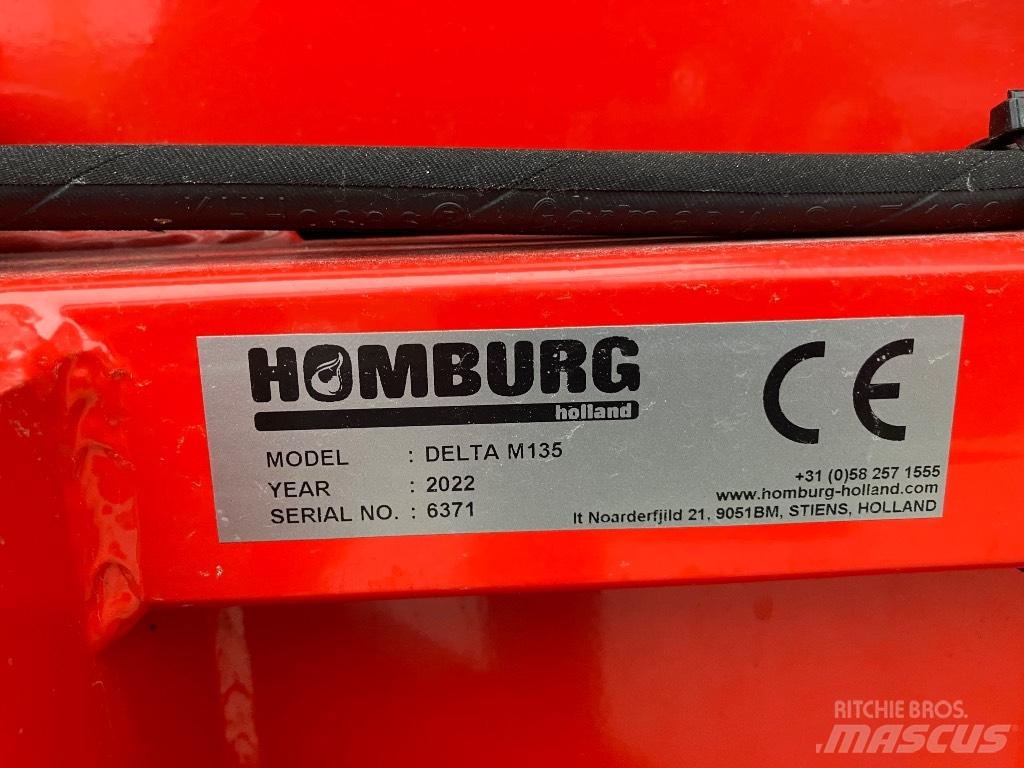 HOMBURG
holland
CE
MODEL : DELTA M135
YEAR : 2022
SERIAL NO. : 6371
+31 (0)58 257 1555
www.homburg-holland.com
It Noarderfjild 21, 9051BM, STIENS, HOLLAND
RITCHIE BROS.
MASCUS